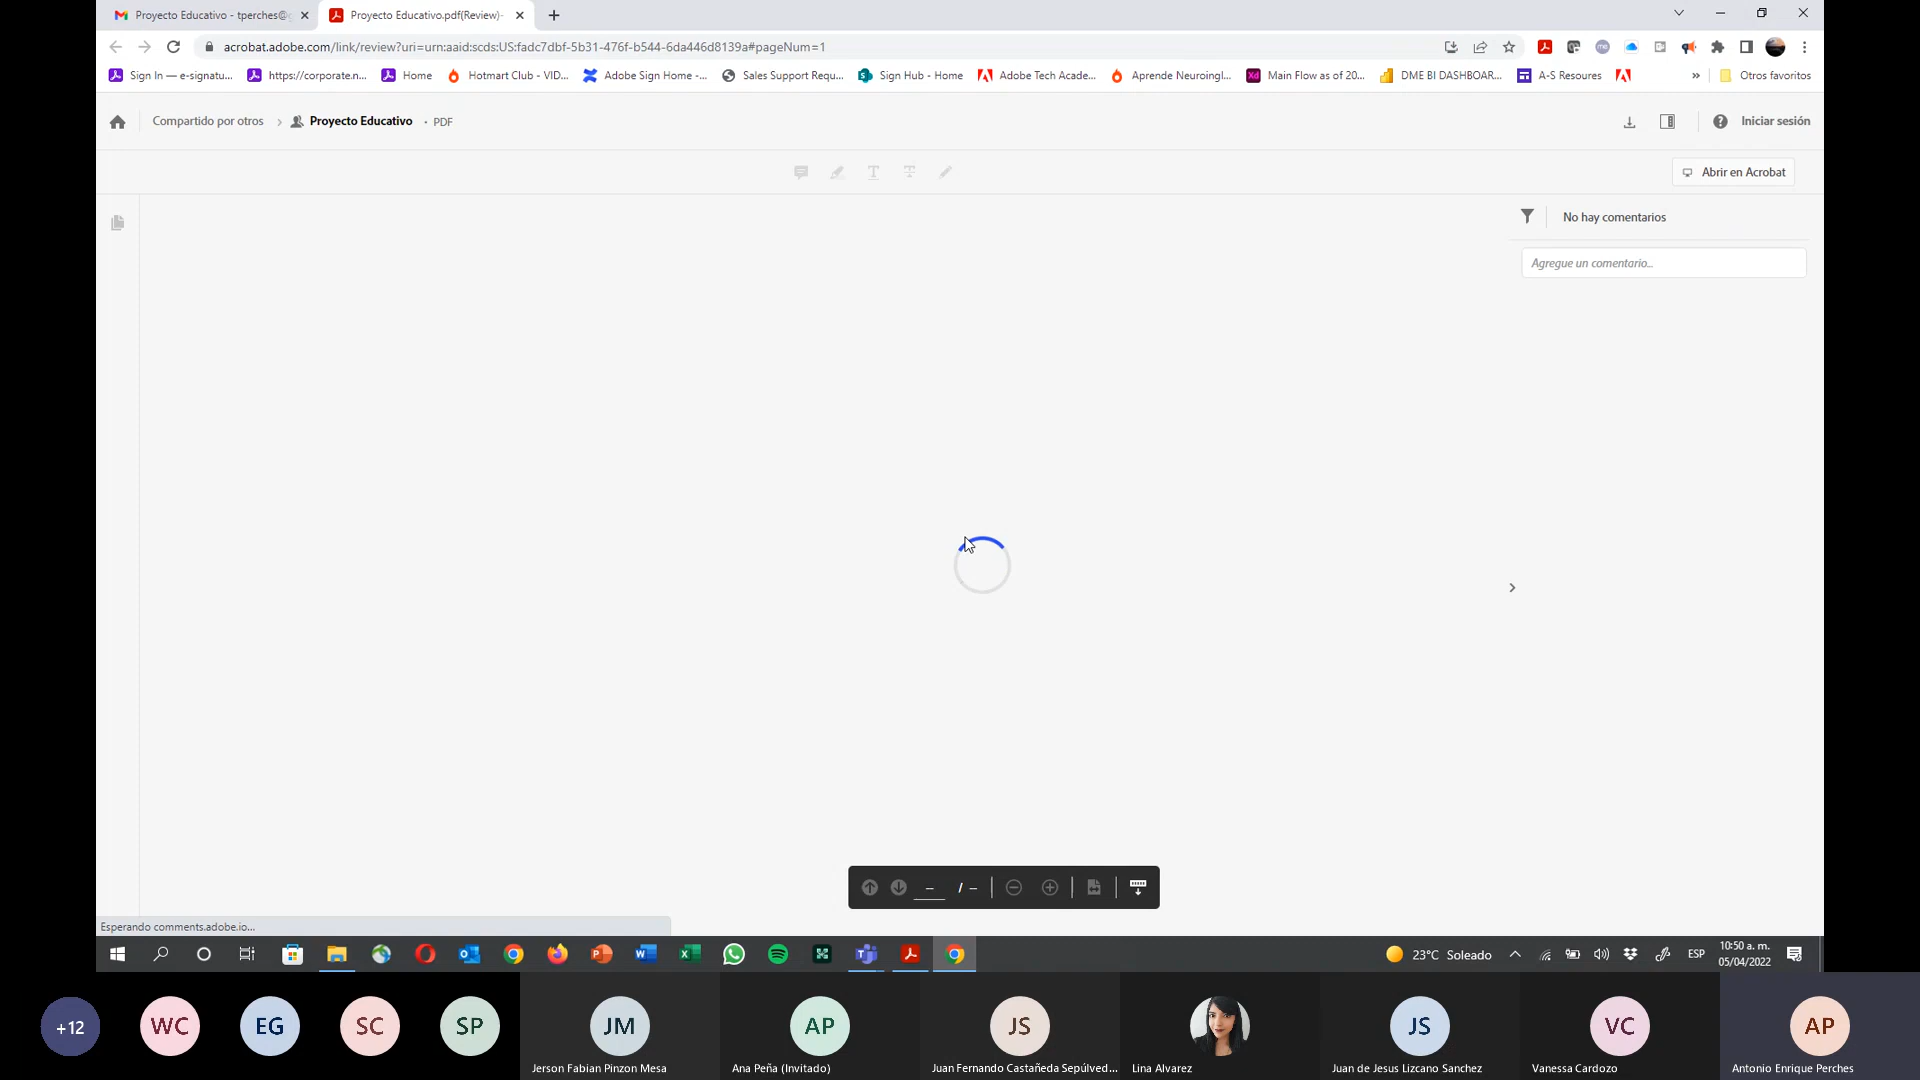 Proyecto Educativo - tperches@
Proyecto Educativo.pdf(Review)-
acrobat.adobe.com/link/review?uri=urn:aaid:scds:US:fadc7dbf-5b31-476f-b544-6da446d8139a#pageNum=1
Sign In — e-signatu... https://corporate.n... Home Hotmart Club - VID... Adobe Sign Home -... Sales Support Requ... Sign Hub - Home Adobe Tech Acade... Aprende Neuroingl... Xd Main Flow as of 20... DME BI DASHBOAR... A-S Resoures » Otros favoritos
Compartido por otros > Proyecto Educativo • PDF
Iniciar sesión
Abrir en Acrobat
No hay comentarios
Agregue un comentario...
-- / --
Esperando comments.adobe.io...
23°C Soleado
ESP
10:50 a. m.
05/04/2022
+12
WC
EG
SC
SP
JM
AP
JS
JS
VC
AP
Jerson Fabian Pinzon Mesa
Ana Peña (Invitado)
Juan Fernando Castañeda Sepúlved...
Lina Alvarez
Juan de Jesus Lizcano Sanchez
Vanessa Cardozo
Antonio Enrique Perches